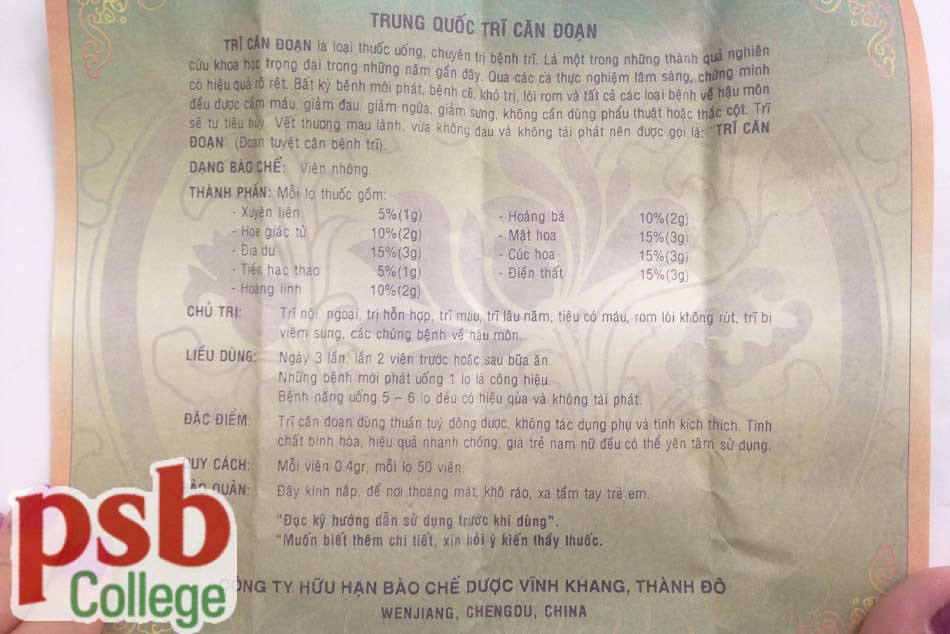 TRUNG QUỐC TRĨ CĂN ĐOẠN
TRĨ CĂN ĐOẠN là loại thuốc uống, chuyên trị bệnh trĩ. Là một trong những thành quả nghiên
cứu khoa học trọng đại trong những năm gần đây. Qua các ca thực nghiệm lâm sàng, chứng minh
có hiệu quả rõ rệt. Bất kỳ bệnh mới phát, bệnh cũ, khó trị, lòi rom và tất cả các loại bệnh về hậu môn
đều được cầm máu, giảm đau, giảm ngứa, giảm sưng, không cần dùng phẩu thuật hoặc thắc cột. Trĩ
sẽ tự tiêu hủy. Vết thương mau lành, vừa không đau và không tái phát nên được gọi là: "TRĨ CĂN
ĐOẠN" (Đoạn tuyệt căn bệnh trĩ).
DẠNG BÀO CHẾ: Viên nhộng.
THÀNH PHẦN: Mỗi lọ thuốc gồm:
- Xuyên liên 5%(1g) - Hoàng bá 10%(2g)
- Hoe giác tử 10%(2g) - Mật hoa 15%(3g)
- Địa du 15%(3g) - Cúc hoa 15%(3g)
- Tiên hạc thảo 5%(1g) - Điền thất 15%(3g)
- Hoàng linh 10%(2g)
CHỦ TRỊ: Trĩ nội, ngoại, trị hỗn hợp, trĩ máu, trĩ lâu năm, tiêu có máu, rom lòi không rút, trĩ bị
viêm sưng, các chứng bệnh về hậu môn.
LIỀU DÙNG: Ngày 3 lần, lần 2 viên trước hoặc sau bữa ăn.
Những bệnh mới phát uống 1 lọ là công hiệu.
Bệnh nặng uống 5 – 6 lọ đều có hiệu qủa và không tái phát.
ĐẶC ĐIỂM: Trĩ căn đoạn dùng thuần tuý đông dược, không tác dụng phụ và tính kích thích. Tính
chất bình hòa, hiệu quả nhanh chóng, già trẻ nam nữ đều có thể yên tâm sử dụng.
QUY CÁCH: Mỗi viên 0.4gr, mỗi lọ 50 viên.
BẢO QUẢN: Đậy kính nắp, để nơi thoáng mát, khô ráo, xa tầm tay trẻ em.
"Đọc kỹ hướng dẫn sử dụng trước khi dùng".
"Muốn biết thêm chi tiết, xin hỏi ý kiến thầy thuốc.
CÔNG TY HỮU HẠN BÀO CHẾ DƯỢC VĨNH KHANG, THÀNH ĐÔ
WENJIANG, CHENGDU, CHINA
psb
College